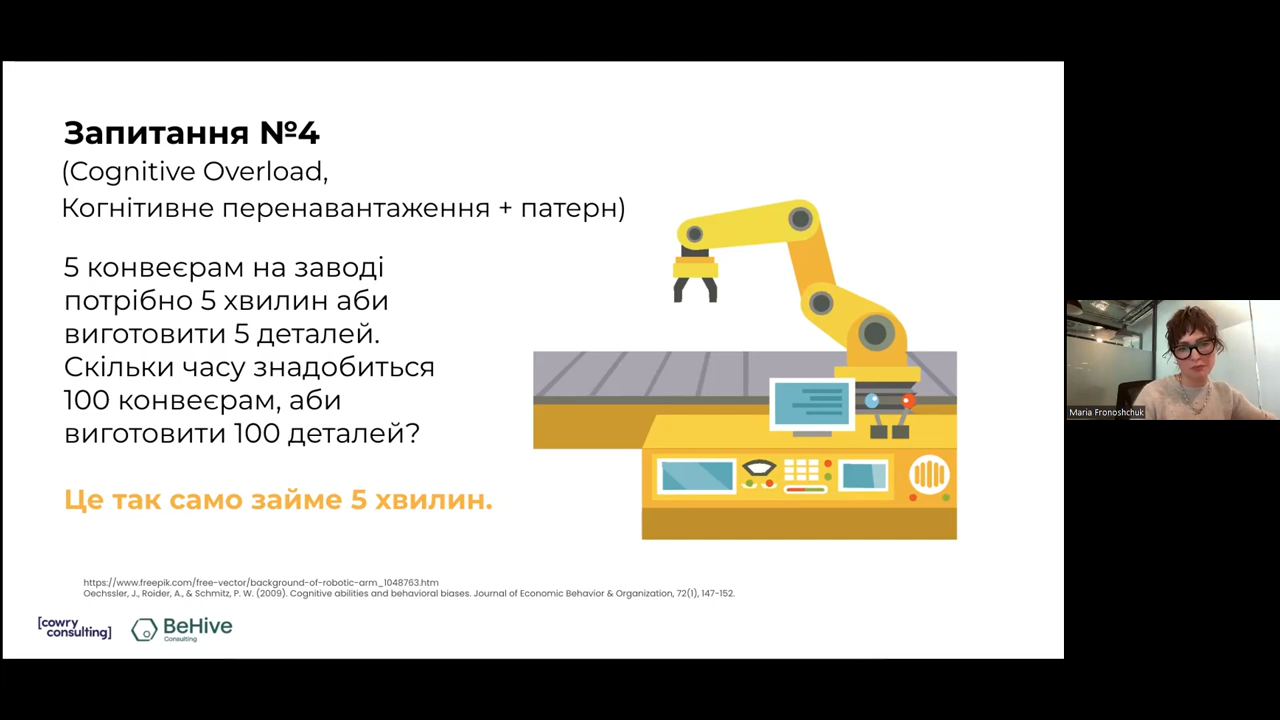 Запитання №4
(Cognitive Overload,
Когнітивне перенавантаження + патерн)
5 конвеєрам на заводі
потрібно 5 хвилин аби
виготовити 5 деталей.
Скільки часу знадобиться
100 конвеєрам, аби
виготовити 100 деталей?
Це так само займе 5 хвилин.
https://www.freepik.com/free-vector/background-of-robotic-arm_1048763.htm
Oechssler, J., Roider, A., & Schmitz, P. W. (2009). Cognitive abilities and behavioral biases. Journal of Economic Behavior & Organization, 72(1), 147-152.
[cowry
consulting]
BeHive
Consulting
Maria Fronoshchuk